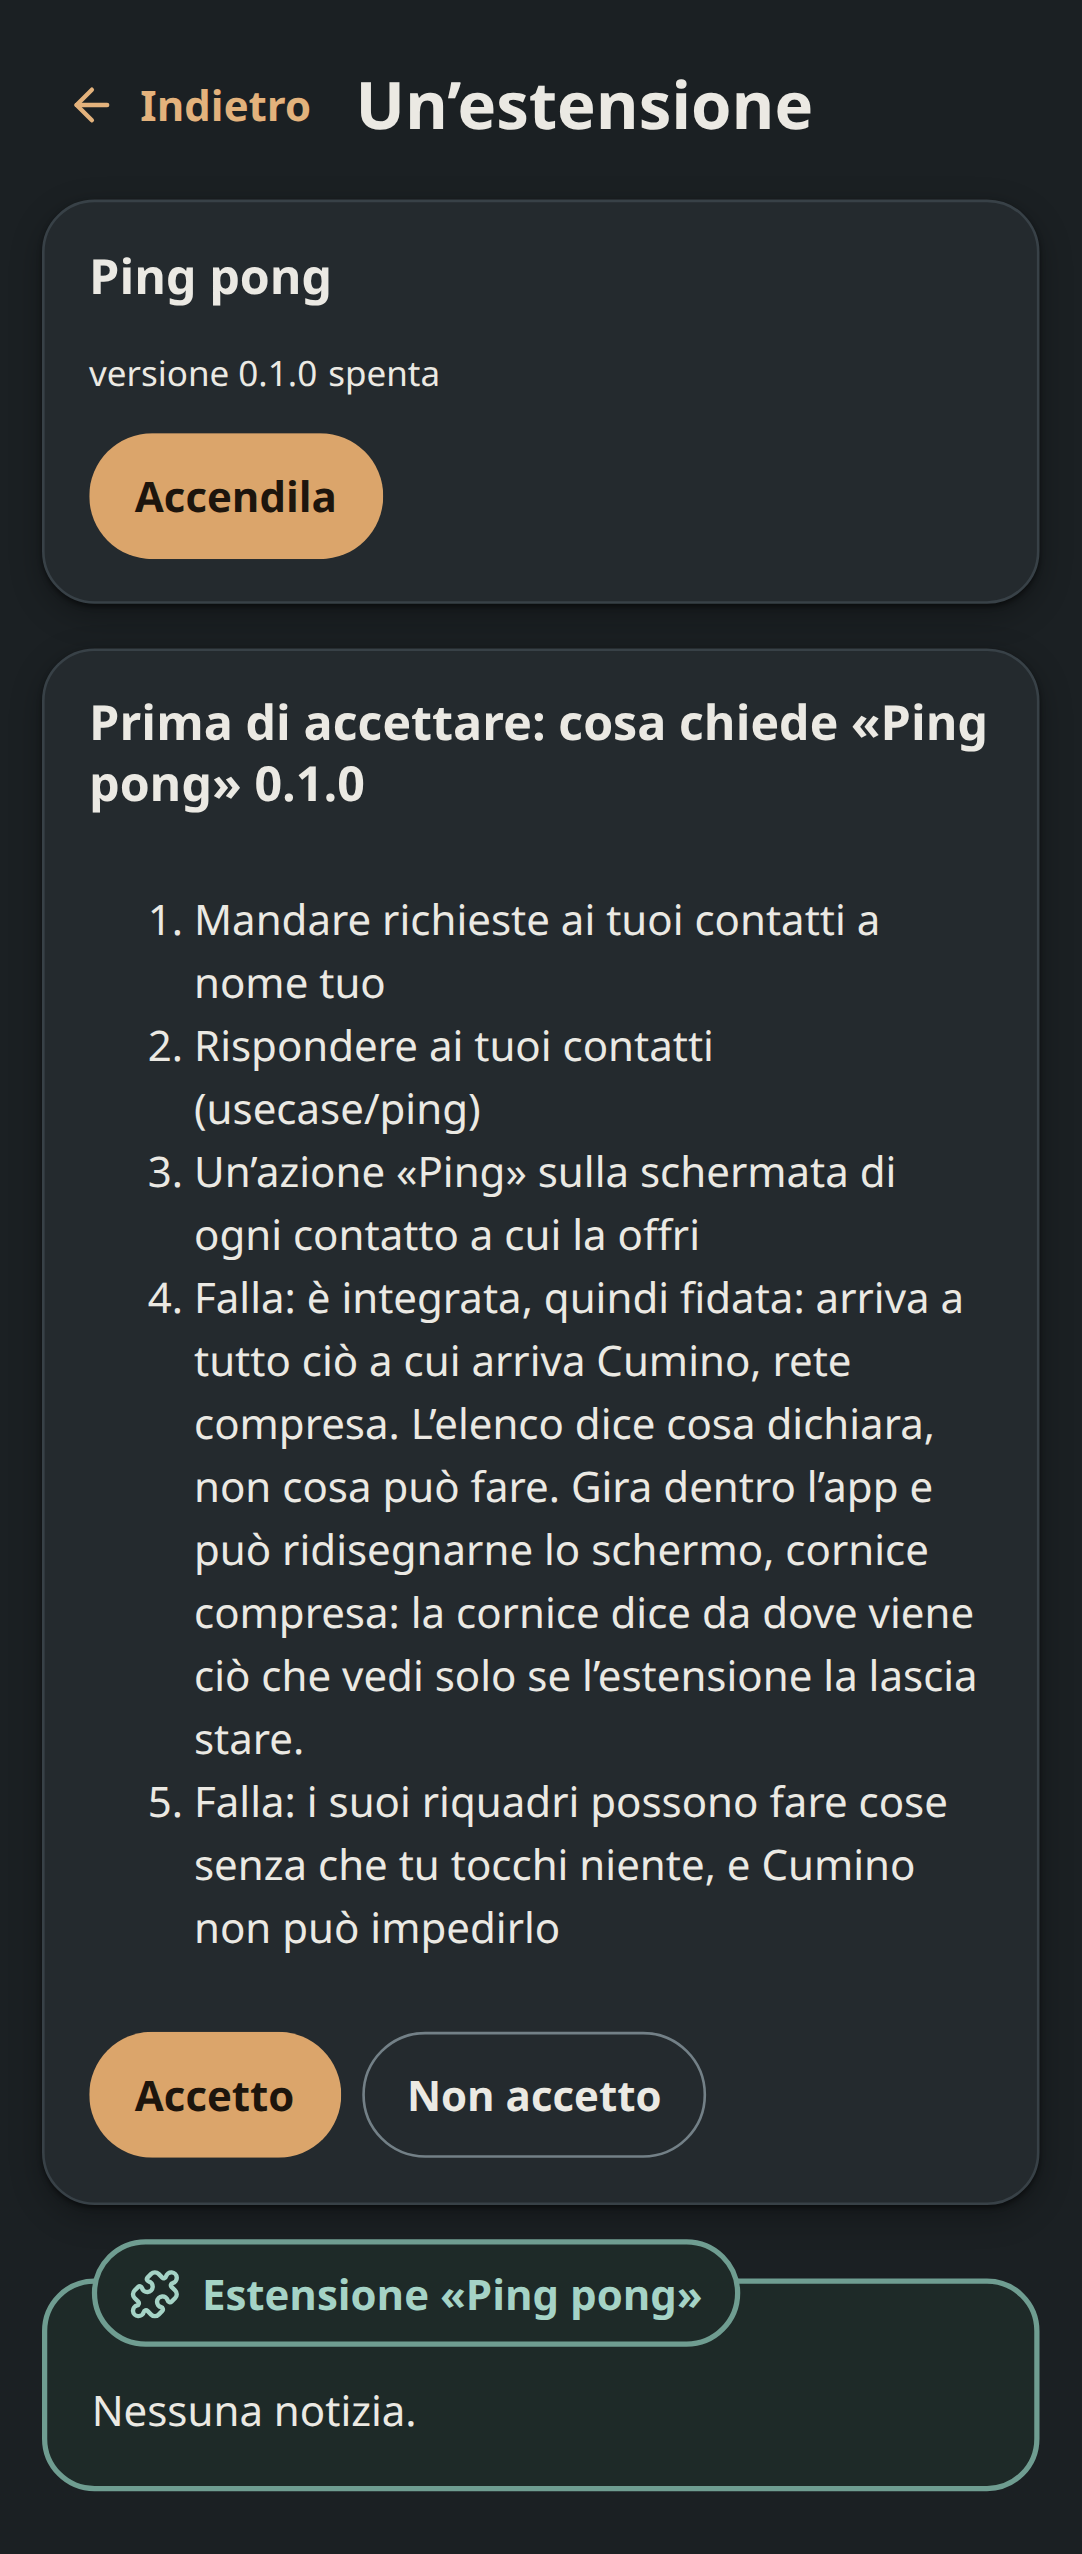 Indietro
Un’estensione
Ping pong
versione 0.1.0 spenta
Accendila
Prima di accettare: cosa chiede «Ping
pong» 0.1.0
1. Mandare richieste ai tuoi contatti a
nome tuo
2. Rispondere ai tuoi contatti
(usecase/ping)
3. Un’azione «Ping» sulla schermata di
ogni contatto a cui la offri
4. Falla: è integrata, quindi fidata: arriva a
tutto ciò a cui arriva Cumino, rete
compresa. L’elenco dice cosa dichiara,
non cosa può fare. Gira dentro l’app e
può ridisegnarne lo schermo, cornice
compresa: la cornice dice da dove viene
ciò che vedi solo se l’estensione la lascia
stare.
5. Falla: i suoi riquadri possono fare cose
senza che tu tocchi niente, e Cumino
non può impedirlo
Accetto
Non accetto
Estensione «Ping pong»
Nessuna notizia.